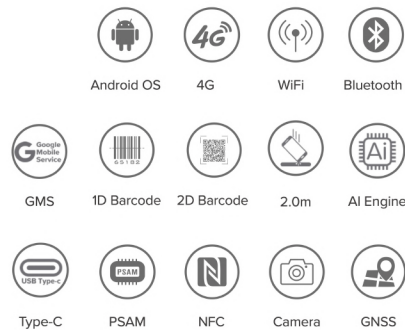 4G
Android OS
4G
WiFi
Bluetooth
Google
Mobile
Service
65182
Ai
GMS
1D Barcode
2D Barcode
2.0m
AI Engine
USB Type-c
PSAM
Type-C
PSAM
NFC
Camera
GNSS